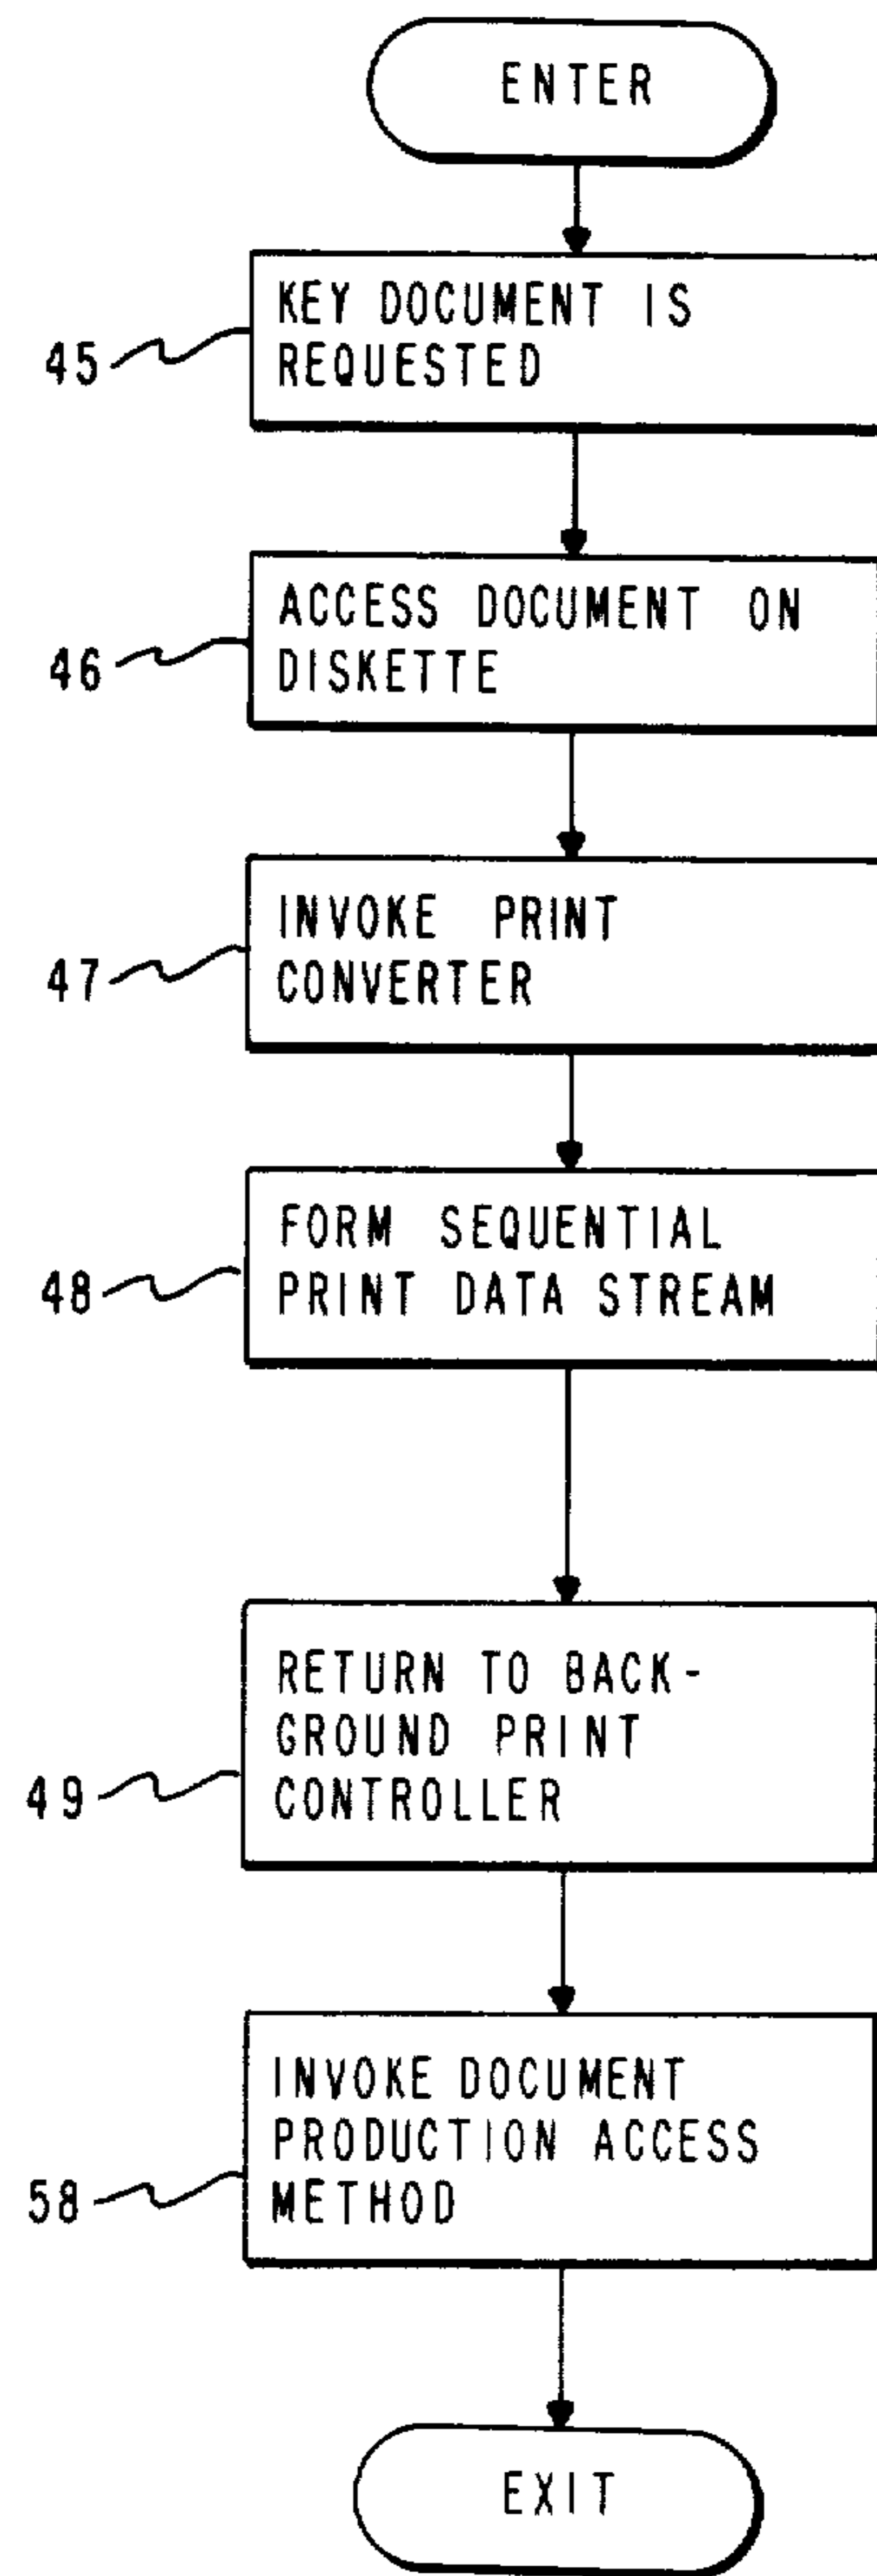 ENTER
KEY DOCUMENT IS
REQUESTED
45
ACCESS DOCUMENT ON
DISKETTE
46
INVOKE PRINT
CONVERTER
47
FORM SEQUENTIAL
PRINT DATA STREAM
48
RETURN TO BACK-
GROUND PRINT
CONTROLLER
49
INVOKE DOCUMENT
PRODUCTION ACCESS
METHOD
58
EXIT